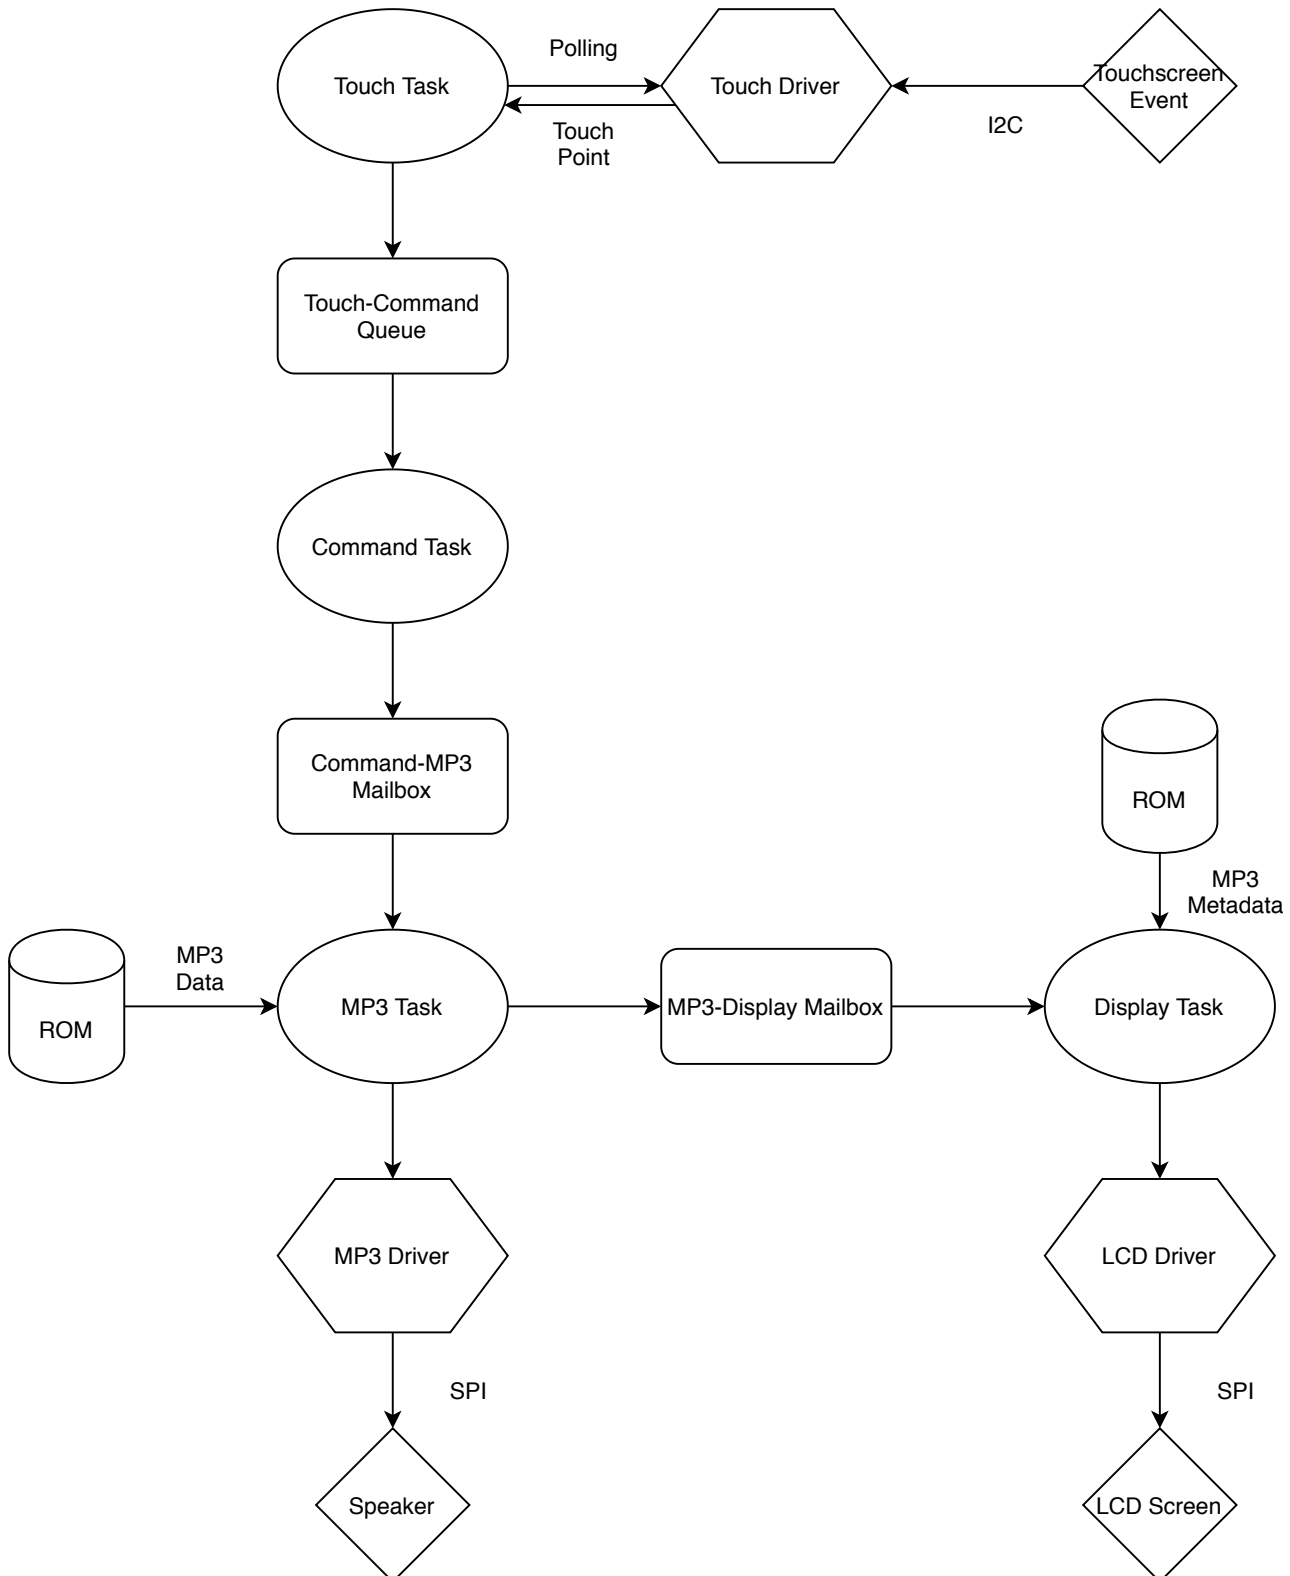 Polling
Touch Task
Touch Driver
Touchscreen
Event
Touch
Point
I2C
Touch-Command
Queue
Command Task
Command-MP3
Mailbox
ROM
MP3
Metadata
MP3
Data
ROM
MP3 Task
MP3-Display Mailbox
Display Task
MP3 Driver
LCD Driver
SPI
SPI
Speaker
LCD Screen